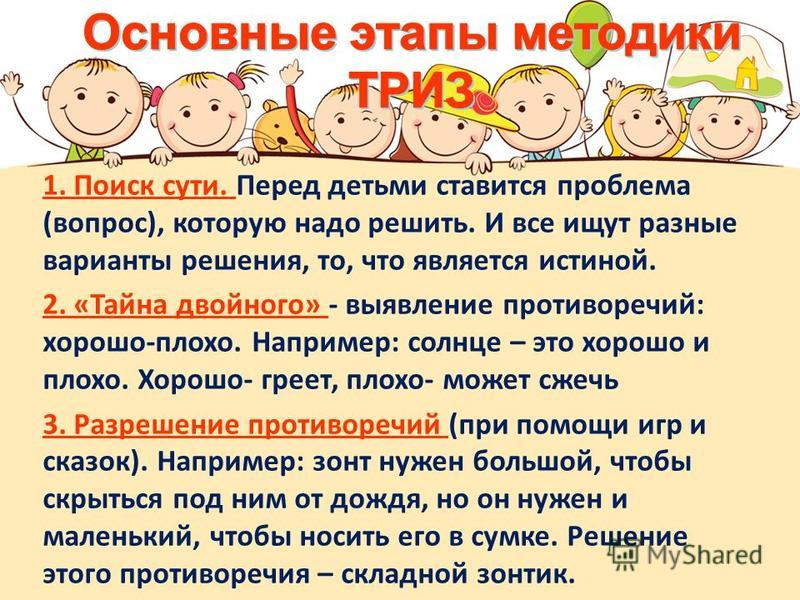 Основные этапы методики
ТРИЗ
1. Поиск сути. Перед детьми ставится проблема
(вопрос), которую надо решить. И все ищут разные
варианты решения, то, что является истиной.
2. «Тайна двойного» - выявление противоречий:
хорошо-плохо. Например: солнце – это хорошо и
плохо. Хорошо- греет, плохо- может сжечь
3. Разрешение противоречий (при помощи игр и
сказок). Например: зонт нужен большой, чтобы
скрыться под ним от дождя, но он нужен и
маленький, чтобы носить его в сумке. Решение
этого противоречия – складной зонтик.
MyShared